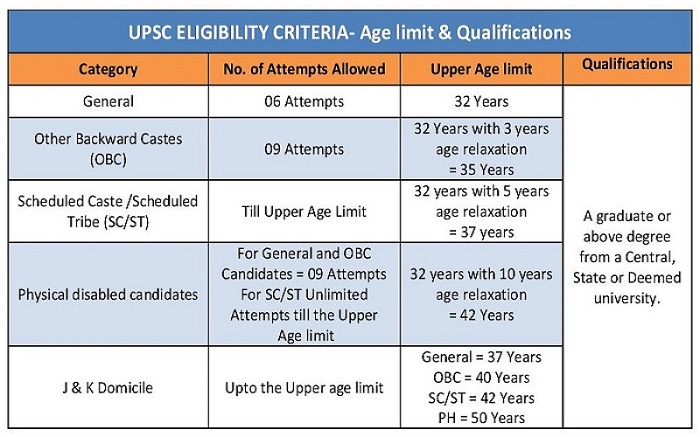 UPSC ELIGIBILITY CRITERIA- Age limit & Qualifications
Category
No. of Attempts Allowed
Upper Age limit
Qualifications
General
06 Attempts
32 Years
Other Backward Castes
(OBC)
09 Attempts
32 Years with 3 years
age relaxation
= 35 Years
Scheduled Caste /Scheduled
Tribe (SC/ST)
Till Upper Age Limit
32 years with 5 years
age relaxation
= 37 years
Physical disabled candidates
For General and OBC
Candidates = 09 Attempts
For SC/ST Unlimited
Attempts till the Upper
Age limit
32 years with 10 years
age relaxation
= 42 Years
J & K Domicile
Upto the Upper age limit
General = 37 Years
OBC = 40 Years
SC/ST = 42 Years
PH = 50 Years
A graduate or
above degree
from a Central,
State or Deemed
university.